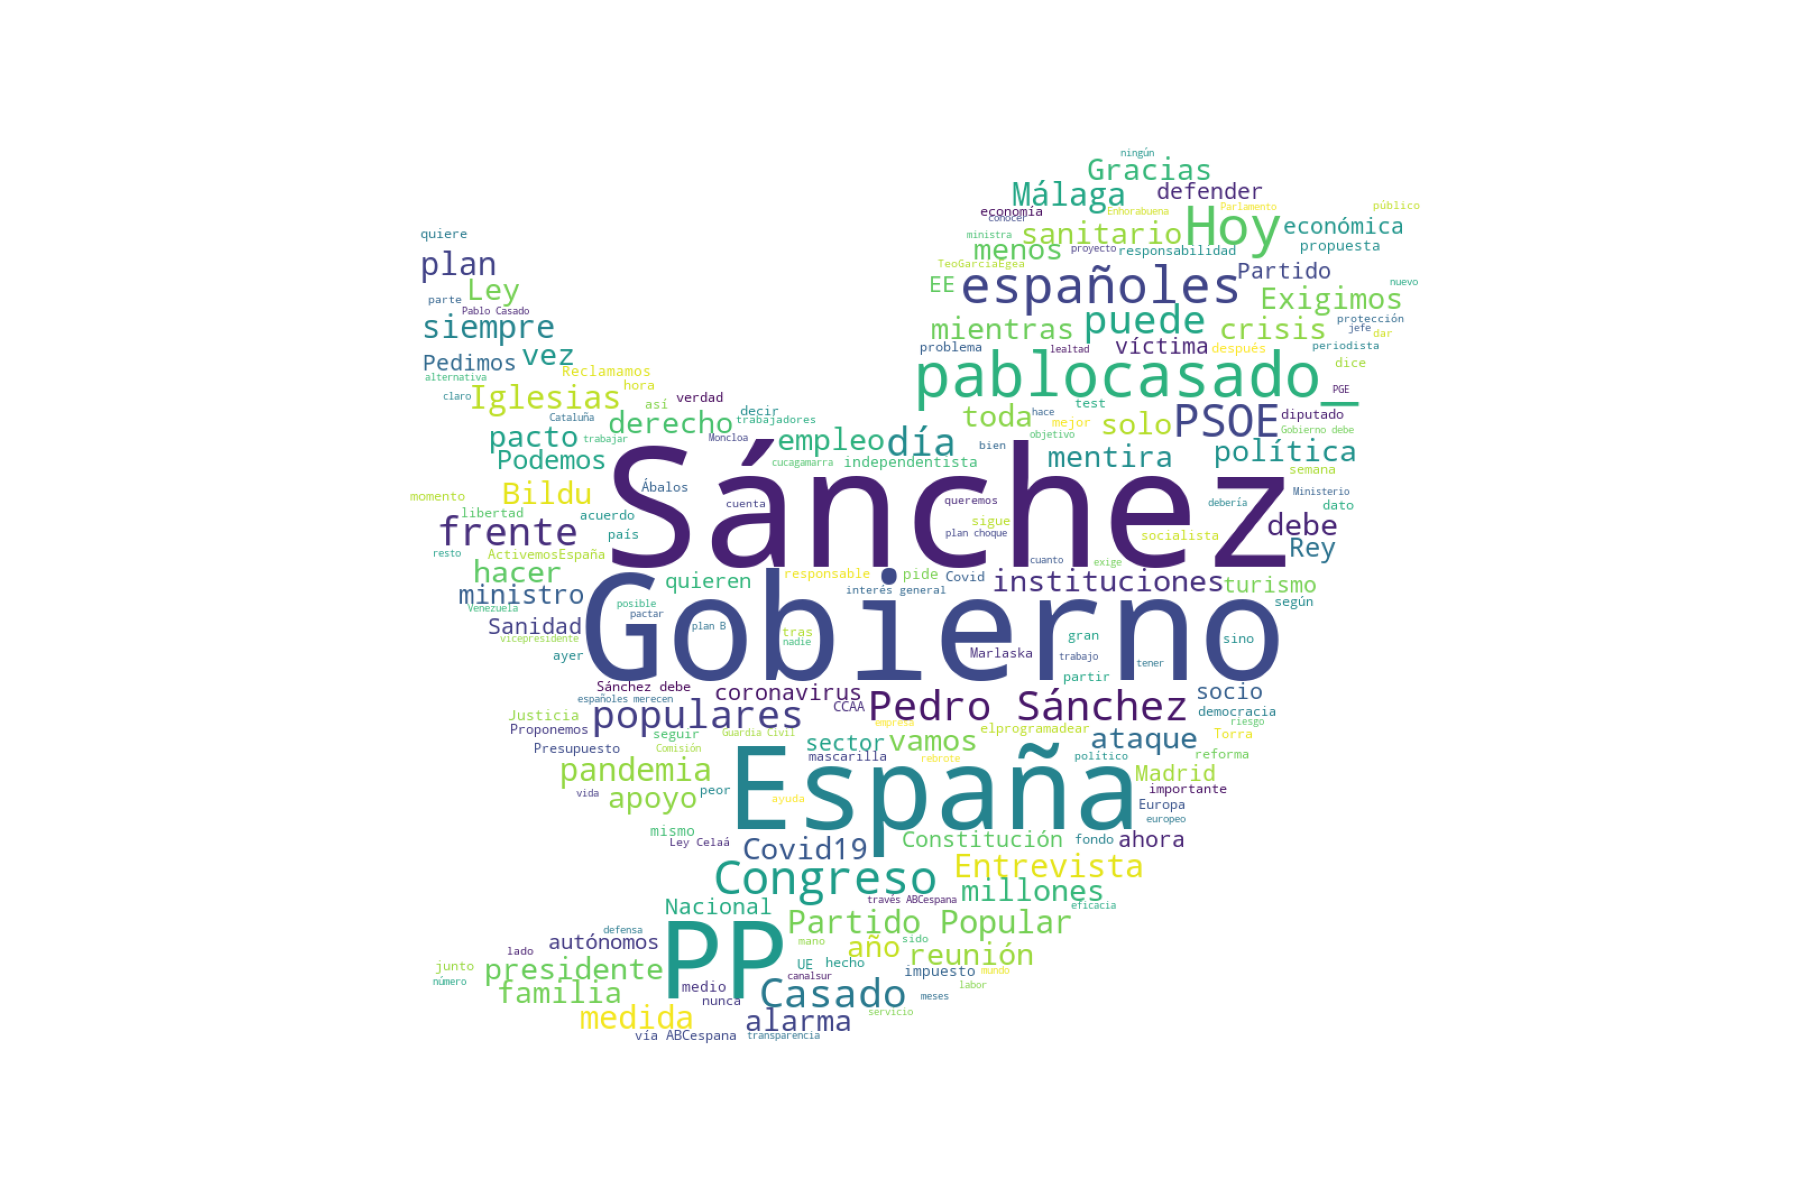 ningún
Gracias
Málaga
defender
economía
conocer
Enhorabuena
Parlamento
público
quiere
ministra
sanitario
Hoy
económica
menos
proyecto
responsabilidad
propuesta
plan
TeoGarciaEgea
españoles
Partido
EE
Ley
nuevo
parte
Exigimos
Pablo Casado
siempre
mientras
puede
crisis
protección
jefe
dar
Pedimos
vez
problema
lealtad
víctima
después
periodista
alternativa
Reclamamos
hora
dice
claro
Iglesias
así
verdad
pablocasado_
PGE
Cataluña
derecho
decir
trabajadores
toda
hace
test
mejor
solo
PSOE
diputado
Gobierno debe
pacto
trabajar
Moncloa
empleo
día
bien
objetivo
Podemos
cucagamarra
independentista
mentira
política
semana
momento
Bildu
Ábalos
Sánchez
Ministerio
libertad
acuerdo
cuenta
queremos
debería
dato
frente
país
sigue
plan choque
socialista
debe
resto
ActivemosEspaña
cuanto
exige
Rey
hacer
quieren
responsable
pide
Covid
instituciones
turismo
ministro
interés general
según
Venezuela
posible
pactar
Sanidad
plan B
tras
nadie
Gobierno
gran
sino
vicepresidente
ayer
Marlaska
trabajo
tener
partir
Sánchez debe
españoles merecen
coronavirus
CCAA
Pedro Sánchez
socio
democracia
Justicia
populares
empresa
riesgo
Proponemos
seguir
Guardia Civil
elprogramadear
Torra
Presupuesto
Comisión
sector
vamos
ataque
mascarilla
rebrote
político
reforma
pandemia
España
Madrid
vida
apoyo
peor
ayuda
importante
Europa
europeo
mismo
Ley Celaá
Covid19
Constitución
fondo
ahora
Entrevista
Congreso
millones
través ABCespana
eficacia
Nacional
Partido Popular
defensa
autónomos
lado
PP
mano
año
sido
reunión
junto
presidente
UE
hecho
impuesto
mundo
número
canalsur
familia
medio
nunca
Casado
meses
labor
medida
alarma
servicio
vía ABCespana
transparencia